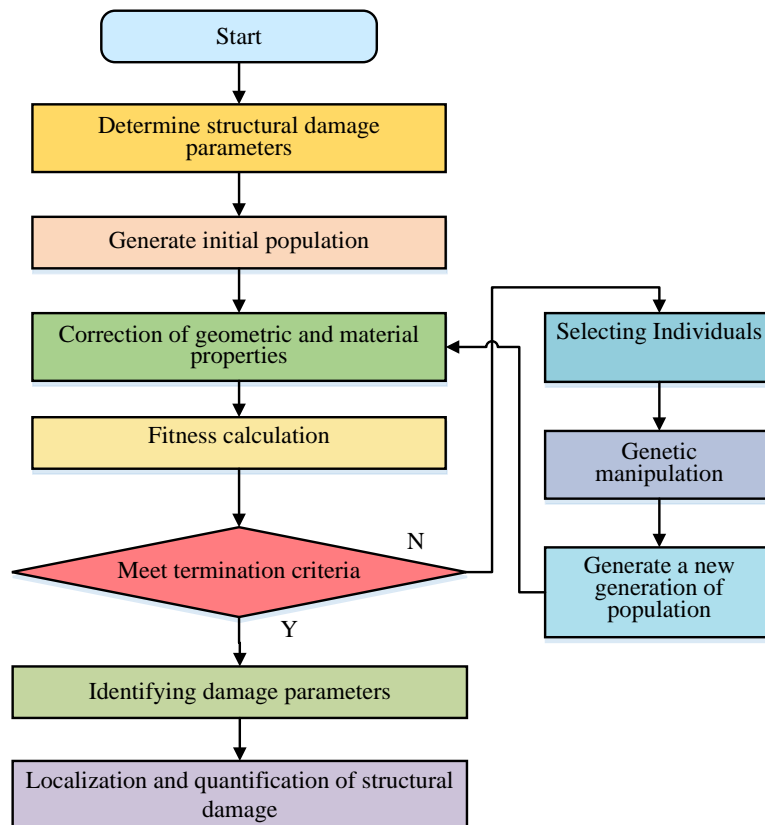 Start
Determine structural damage
parameters
Generate initial population
Correction of geometric and material
properties
Fitness calculation
Meet termination criteria
N
Y
Identifying damage parameters
Localization and quantification of structural
damage
Selecting Individuals
Genetic
manipulation
Generate a new
generation of
population